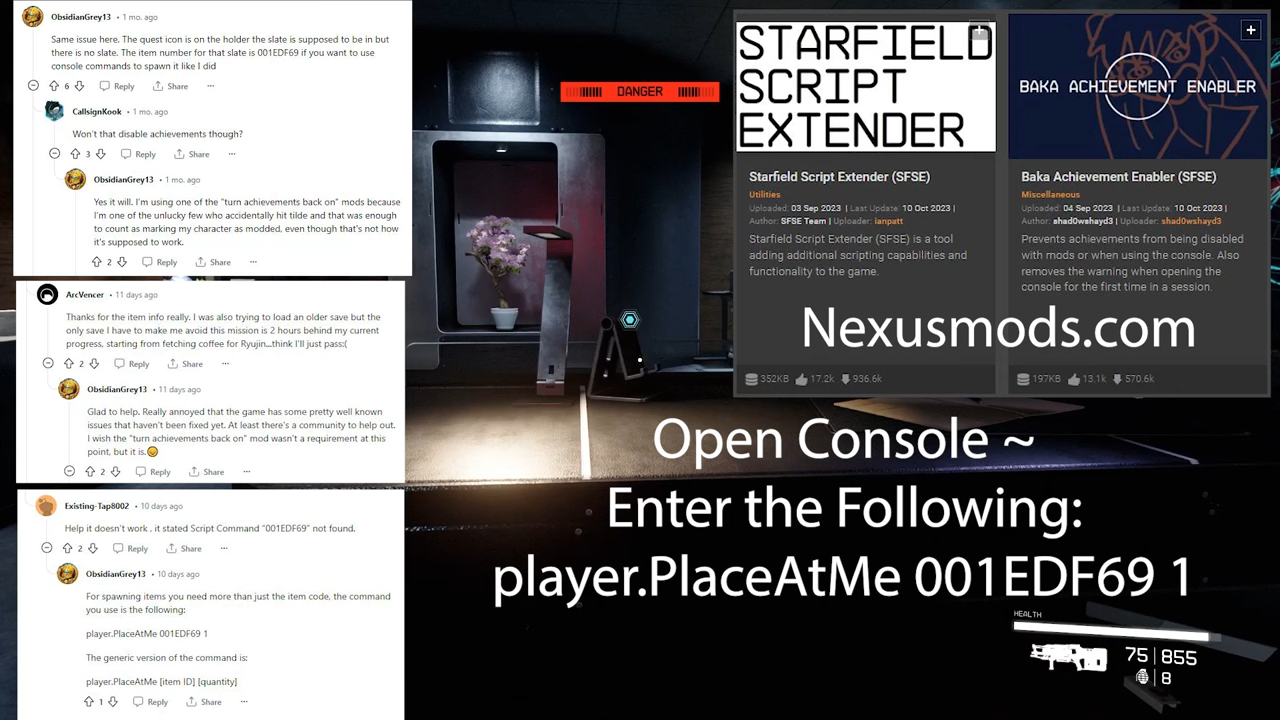 ObsidianGrey13 • 1 mo. ago
Same issue here. The quest icon is on the holder the slate is supposed to be in but
there is no slate. The item number for that slate is 001EDF69 if you want to use
console commands to spawn it like I did
6 Reply Share ...
CallsignKook • 1 mo. ago
Won't that disable achievements though?
3 Reply Share ...
ObsidianGrey13 • 1 mo. ago
Yes it will. I'm using one of the "turn achievements back on" mods because
I'm one of the unlucky few who accidentally hit tilde and that was enough
to count as marking my character as modded, even though that's not how
it's supposed to work.
2 Reply Share ...
ArcVencer • 11 days ago
Thanks for the item info really. I was also trying to load an older save but the
only save I have to make me avoid this mission is 2 hours behind my current
progress, starting from fetching coffee for Ryujin...think I'll just pass:(
2 Reply Share ...
ObsidianGrey13 • 11 days ago
Glad to help. Really annoyed that the game has some pretty well known
issues that haven't been fixed yet. At least there's a community to help out.
I wish the "turn achievements back on" mod wasn't a requirement at this
point, but it is.
2 Reply Share ...
Existing-Tap8002 • 10 days ago
Help it doesn't work , it stated Script Command "001EDF69" not found.
2 Reply Share ...
ObsidianGrey13 • 10 days ago
For spawning items you need more than just the item code, the command
you use is the following:
player.PlaceAtMe 001EDF69 1
The generic version of the command is:
player.PlaceAtMe [item ID] [quantity]
1 Reply Share ...
DANGER
STARFIELD
SCRIPT
EXTENDER
Starfield Script Extender (SFSE)
Utilities
Uploaded: 03 Sep 2023 | Last Update: 10 Oct 2023 |
Author: SFSE Team | Uploader: ianpatt
Starfield Script Extender (SFSE) is a tool
adding additional scripting capabilities and
functionality to the game.
352KB 17.2k 936.6k
BAKA ACHIEVEMENT ENABLER
Baka Achievement Enabler (SFSE)
Miscellaneous
Uploaded: 04 Sep 2023 | Last Update: 10 Oct 2023 |
Author: shad0wshayd3 | Uploader: shad0wshayd3
Prevents achievements from being disabled
with mods or when using the console. Also
removes the warning when opening the
console for the first time in a session.
197KB 13.1k 570.6k
Nexusmods.com
Open Console ~
Enter the Following:
player.PlaceAtMe 001EDF69 1
HEALTH
75 | 855
8